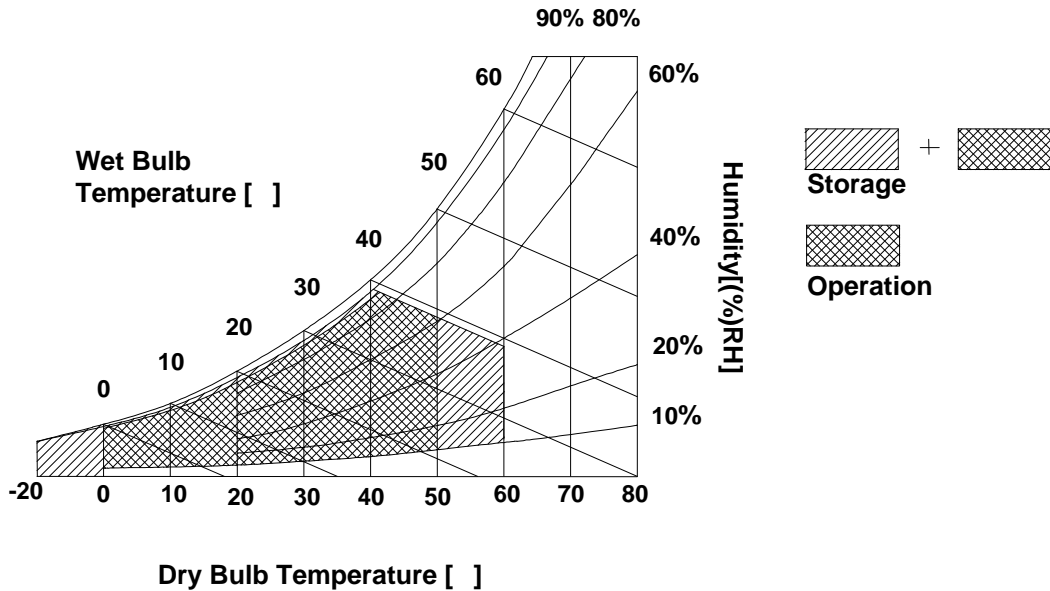 90% 80%
60
60%
50
Wet Bulb
Temperature [ ]
Humidity[(%)RH]
+
Storage
40
40%
30
Operation
20
20%
10
10%
0
-20 0 10 20 30 40 50 60 70 80
Dry Bulb Temperature [ ]